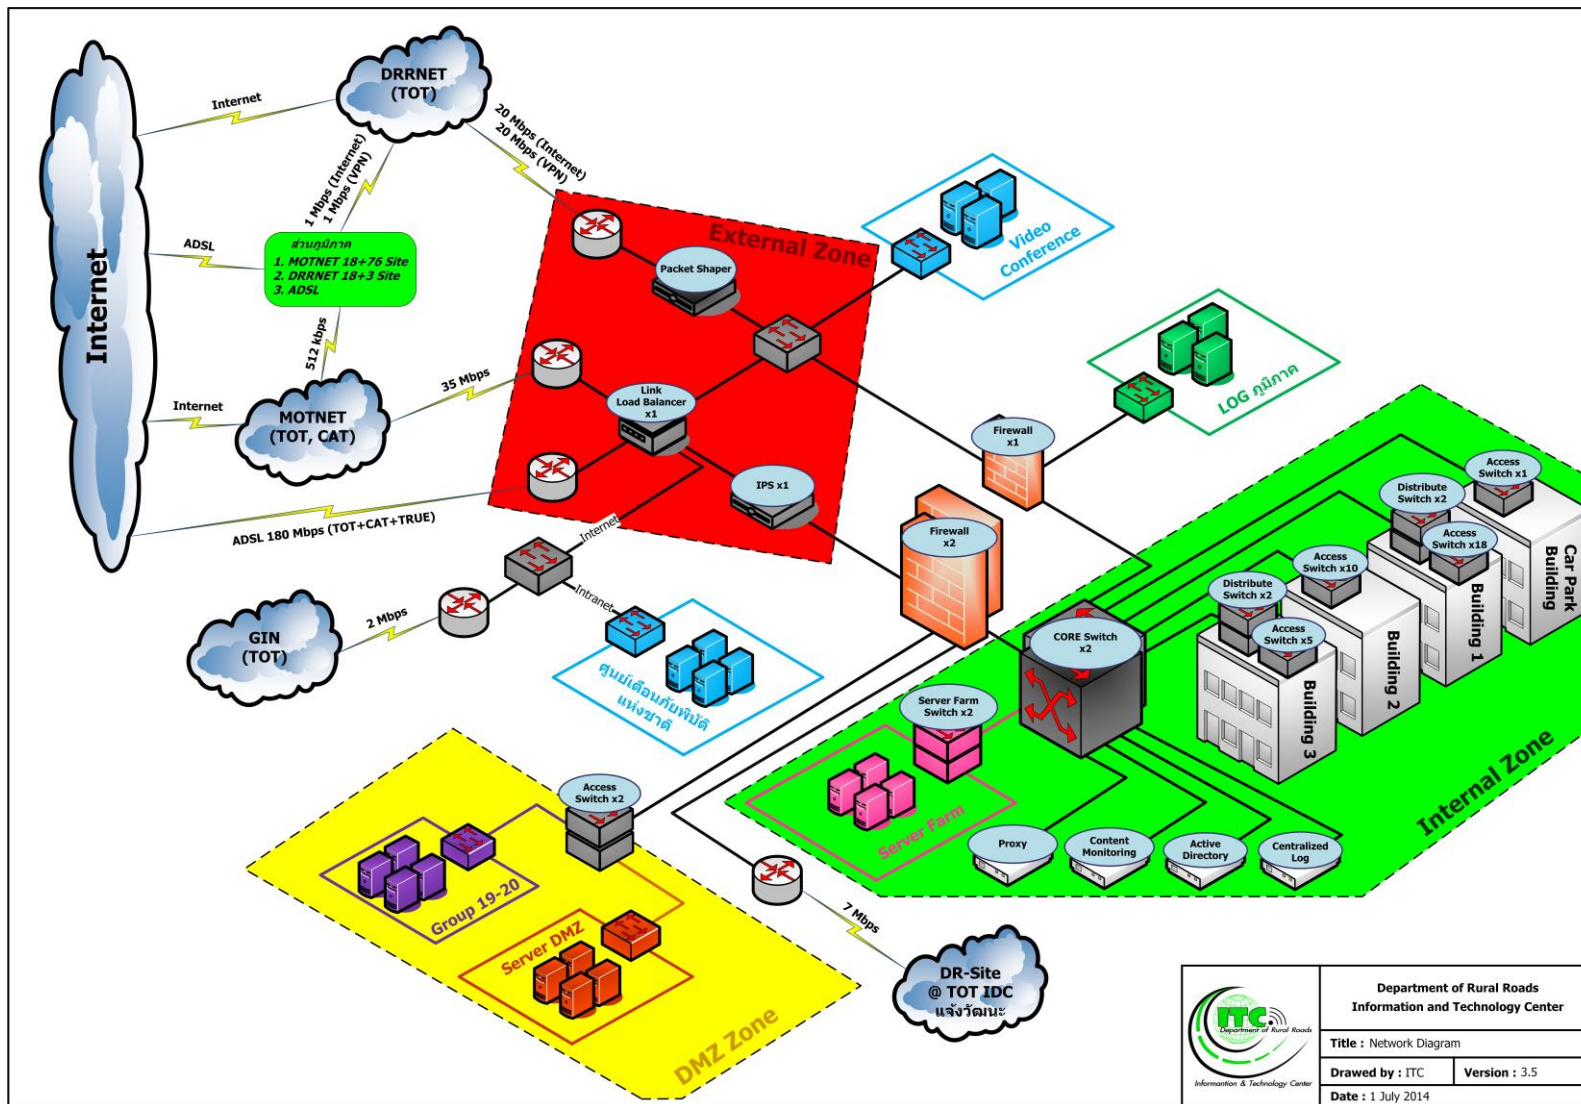 DRRNET
(TOT)
Internet
20 Mbps (Internet)
20 Mbps (VPN)
1 Mbps (Internet)
1 Mbps (VPN)
ADSL
ส่วนภูมิภาค
1. MOTNET 18+76 Site
2. DRRNET 18+3 Site
3. ADSL
Internet
512 kbps
Internet
MOTNET
(TOT, CAT)
35 Mbps
ADSL 180 Mbps (TOT+CAT+TRUE)
External Zone
Packet Shaper
Link
Load Balancer
x1
IPS x1
Video
Conference
LOG ภูมิภาค
Firewall
x1
Firewall
x2
Internet
Intranet
GIN
(TOT)
2 Mbps
ศูนย์เตือนภัยพิบัติ
แห่งชาติ
Access
Switch x1
Distribute
Switch x2
Access
Switch x18
Access
Switch x10
Distribute
Switch x2
Access
Switch x5
Car Park
Building
Building 1
Building 2
Building 3
CORE Switch
x2
Server Farm
Switch x2
Server Farm
Internal Zone
Proxy
Content
Monitoring
Active
Directory
Centralized
Log
Access
Switch x2
Group 19-20
Server DMZ
DMZ Zone
7 Mbps
DR-Site
@ TOT IDC
แจ้งวัฒนะ
ITC
Department of Rural Roads
Informantion & Technology Center
Department of Rural Roads
Information and Technology Center
Title : Network Diagram
Drawed by : ITC
Version : 3.5
Date : 1 July 2014